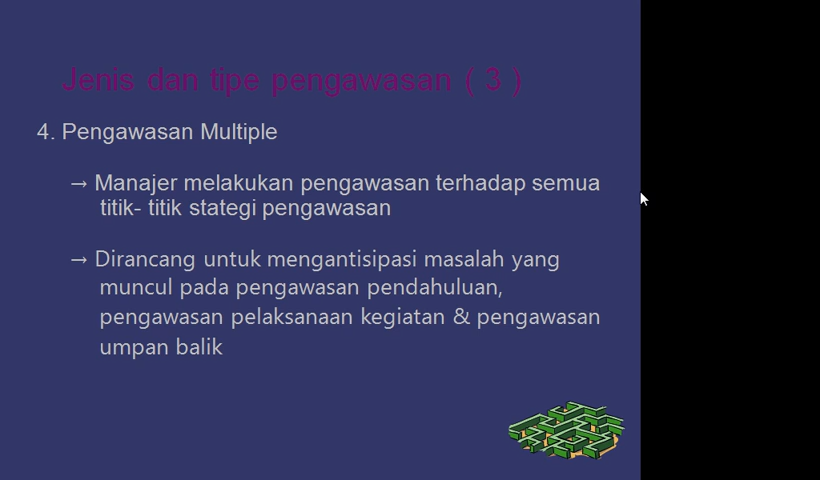 Jenis dan tipe pengawasan ( 3 )
4. Pengawasan Multiple
→ Manajer melakukan pengawasan terhadap semua
titik- titik stategi pengawasan
→ Dirancang untuk mengantisipasi masalah yang
muncul pada pengawasan pendahuluan,
pengawasan pelaksanaan kegiatan & pengawasan
umpan balik